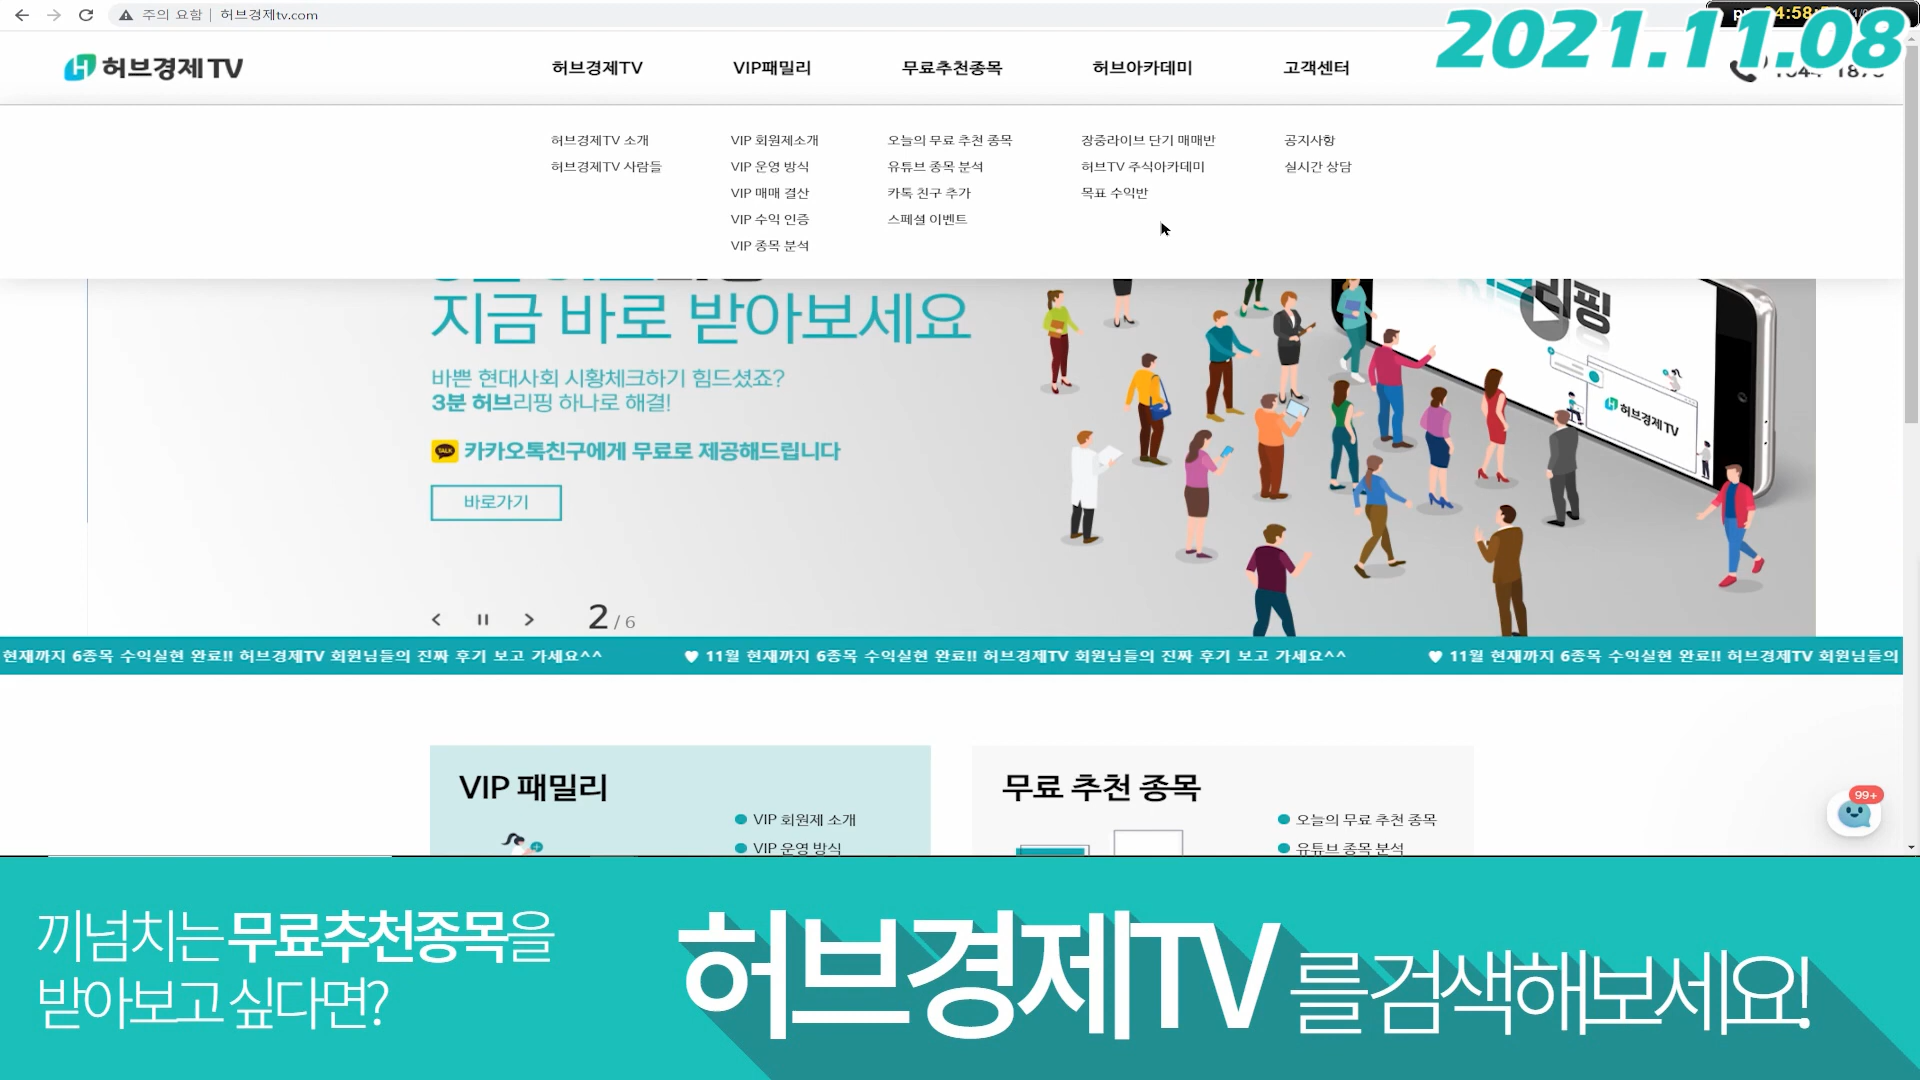 주의 요함 | 허브경제tv.com
2021.11.08
허브경제TV
허브경제TV
VIP패밀리
무료추천종목
허브아카데미
고객센터
허브경제TV 소개
허브경제TV 사람들
VIP 회원제소개
VIP 운영 방식
VIP 매매 결산
VIP 수익 인증
VIP 종목 분석
오늘의 무료 추천 종목
유튜브 종목 분석
카톡 친구 추가
스페셜 이벤트
장중라이브 단기 매매반
허브TV 주식아카데미
목표 수익반
공지사항
실시간 상담
지금 바로 받아보세요
바쁜 현대사회 시황체크하기 힘드셨죠?
3분 허브리핑 하나로 해결!
TALK 카카오톡친구에게 무료로 제공해드립니다
바로가기
리핑
허브경제TV
2 / 6
현재까지 6종목 수익실현 완료!! 허브경제TV 회원님들의 진짜 후기 보고 가세요^^ ♥ 11월 현재까지 6종목 수익실현 완료!! 허브경제TV 회원님들의 진짜 후기 보고 가세요^^ ♥ 11월 현재까지 6종목 수익실현 완료!! 허브경제TV 회원님들의
VIP 패밀리
VIP 회원제 소개
VIP 운영 방식
무료 추천 종목
오늘의 무료 추천 종목
유튜브 종목 분석
99+
끼넘치는 무료추천종목을
받아보고 싶다면?
허브경제TV 를 검색해보세요!